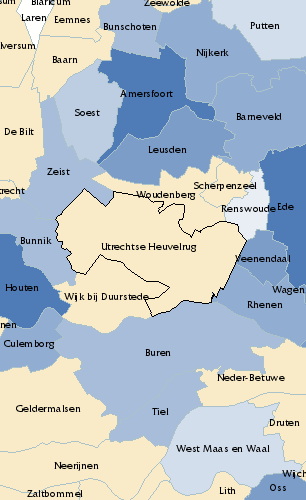 Blaricum
Zeewolde
Laren
Eemnes
Bunschoten
Putten
lversum
Nijkerk
Baarn
Amersfoort
Soest
Barneveld
De Bilt
Leusden
Zeist
Scherpenzeel
recht
Woudenberg
Renswoude
Ede
Bunnik
Utrechtse Heuvelrug
Veenendaal
Houten
Wijk bij Duurstede
Wagen
Rhenen
nen
Culemborg
Buren
Neder-Betuwe
Geldermalsen
Tiel
Druten
West Maas en Waal
Neerijnen
Wijch
Zaltbommel
Lith
Oss